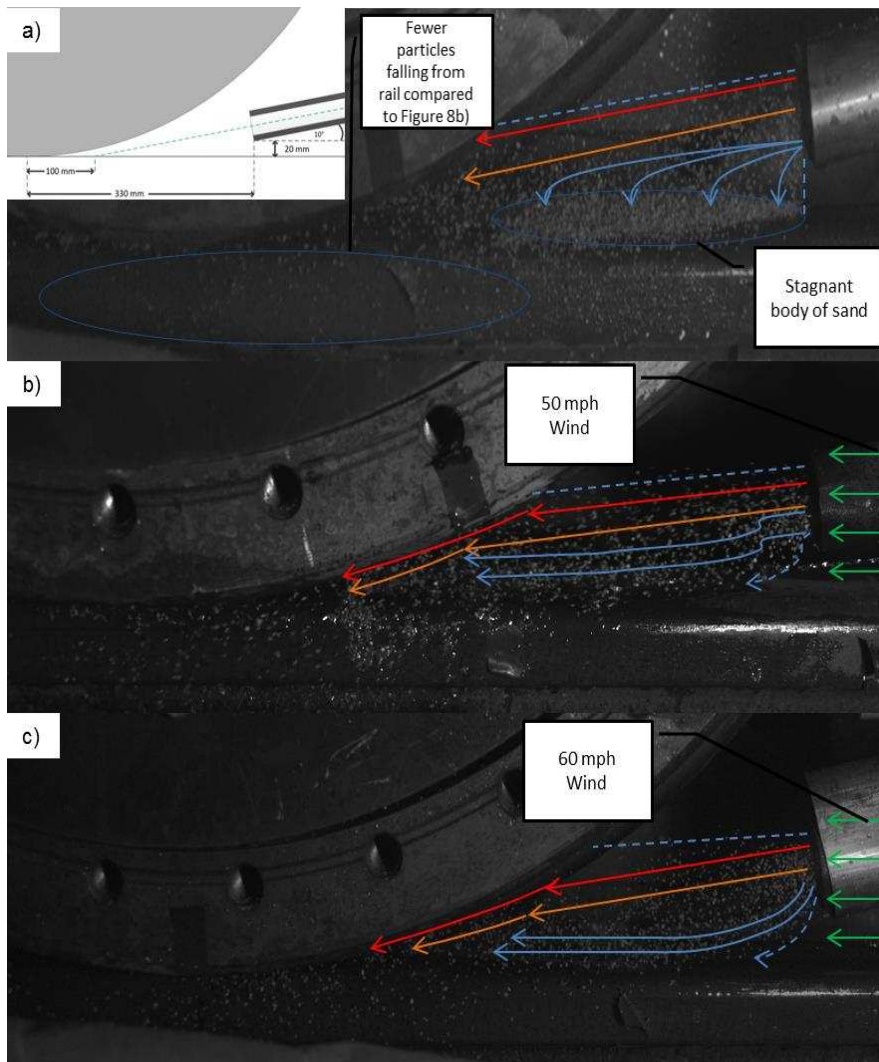 a)
Fewer
particles
falling from
rail compared
to Figure 8b)
10°
20 mm
100 mm
330 mm
Stagnant
body of sand
b)
50 mph
Wind
c)
60 mph
Wind